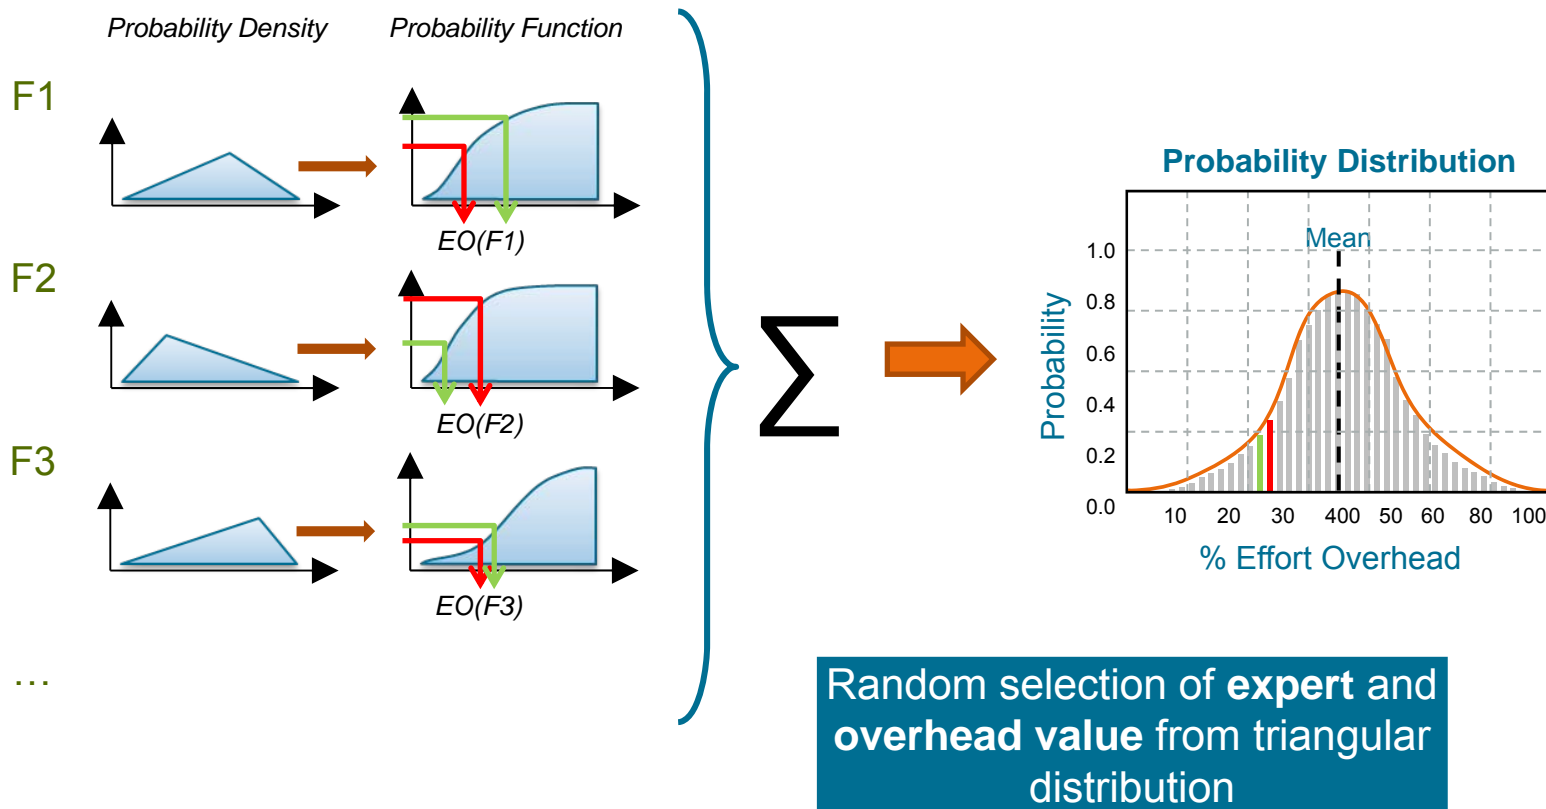 Probability Density
Probability Function
F1
EO(F1)
F2
EO(F2)
F3
EO(F3)
…
∑
Probability Distribution
Mean
Probability
1.0
0.8
0.6
0.4
0.2
0.0
10 20 30 400 50 60 80 100
% Effort Overhead
Random selection of expert and
overhead value from triangular
distribution